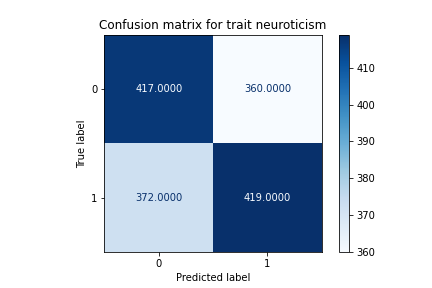 Confusion matrix for trait neuroticism
0 417.0000 360.0000
1 372.0000 419.0000
0 1
Predicted label
True label
410
400
390
380
370
360